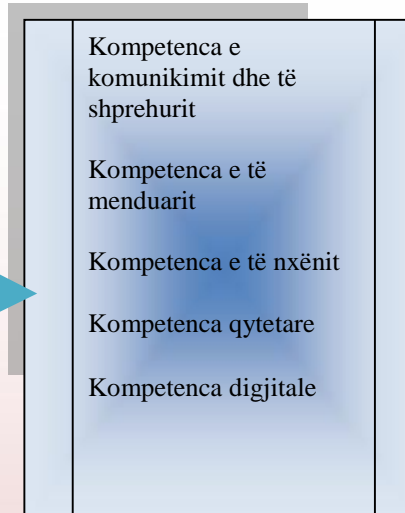 Kompetenca e
komunikimit dhe të
shprehurit
Kompetenca e të
menduarit
Kompetenca e të nxënit
Kompetenca qytetare
Kompetenca digjitale